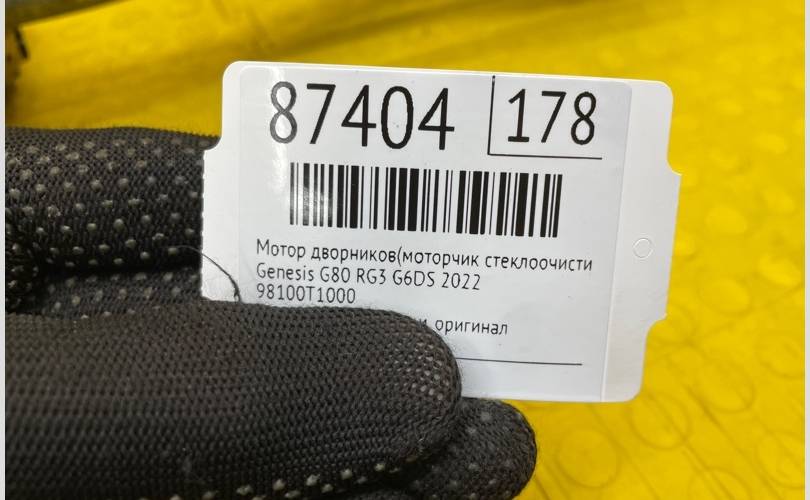 87404 178
Мотор дворников(моторчик стеклоочисти
Genesis G80 RG3 G6DS 2022
98100T1000
оригинал